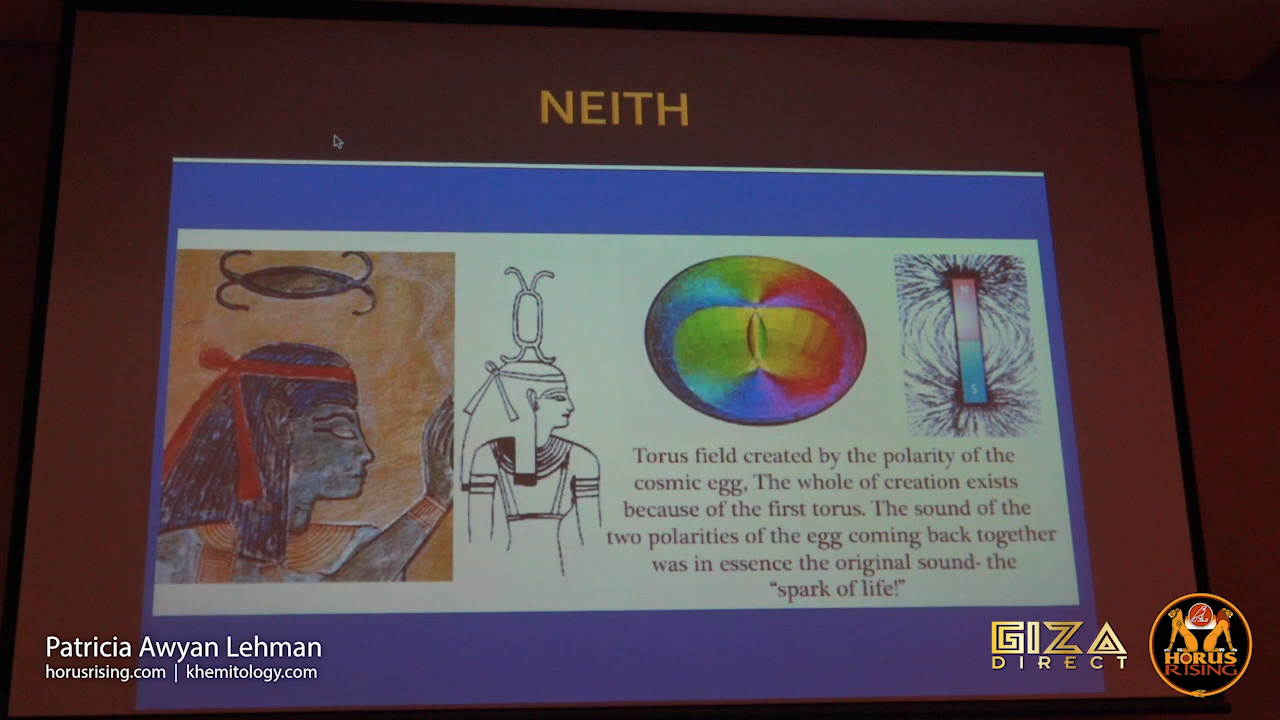 NEITH
N
S
Torus field created by the polarity of the
cosmic egg, The whole of creation exists
because of the first torus. The sound of the
two polarities of the egg coming back together
was in essence the original sound- the
“spark of life!”
Patricia Awyan Lehman
horusrising.com | khemitology.com
GIZA
DIRECT
HORUS
RISING